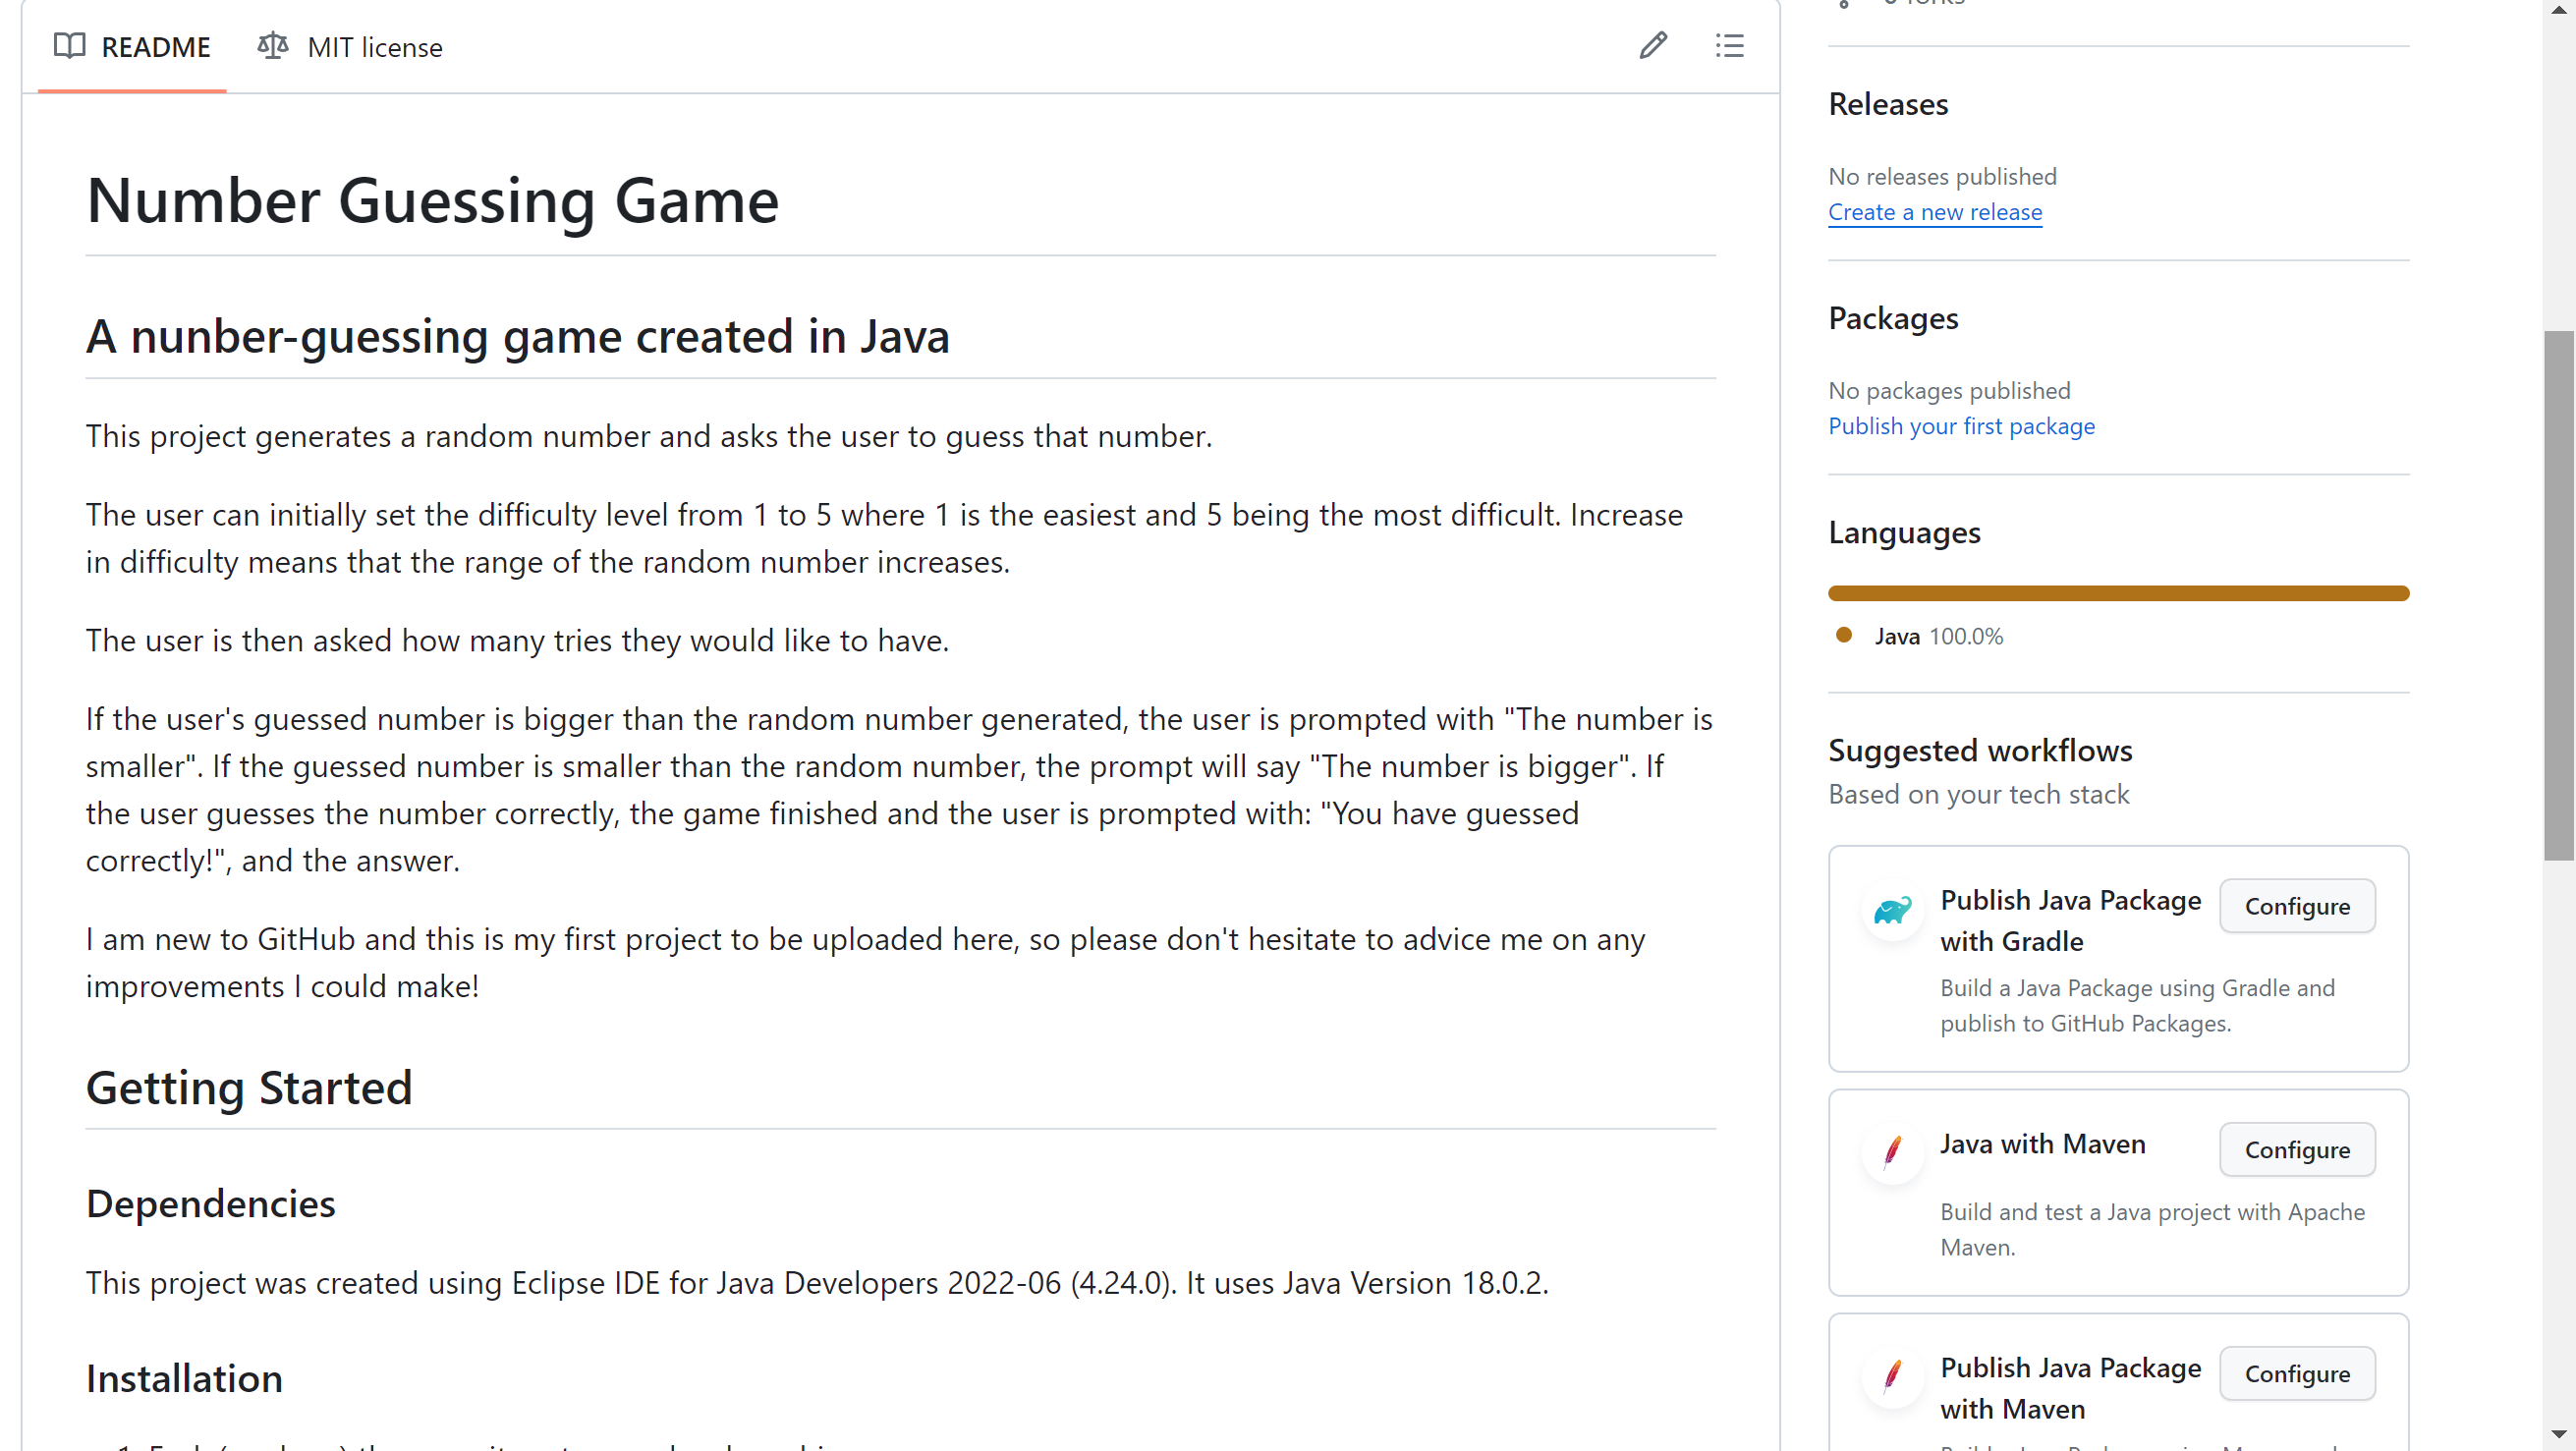 README
MIT license
Number Guessing Game
A nunber-guessing game created in Java
This project generates a random number and asks the user to guess that number.
The user can initially set the difficulty level from 1 to 5 where 1 is the easiest and 5 being the most difficult. Increase
in difficulty means that the range of the random number increases.
The user is then asked how many tries they would like to have.
If the user's guessed number is bigger than the random number generated, the user is prompted with "The number is
smaller". If the guessed number is smaller than the random number, the prompt will say "The number is bigger". If
the user guesses the number correctly, the game finished and the user is prompted with: "You have guessed
correctly!", and the answer.
I am new to GitHub and this is my first project to be uploaded here, so please don't hesitate to advice me on any
improvements I could make!
Getting Started
Dependencies
This project was created using Eclipse IDE for Java Developers 2022-06 (4.24.0). It uses Java Version 18.0.2.
Installation
Releases
No releases published
Create a new release
Packages
No packages published
Publish your first package
Languages
Java 100.0%
Suggested workflows
Based on your tech stack
Publish Java Package
with Gradle
Configure
Build a Java Package using Gradle and
publish to GitHub Packages.
Java with Maven
Configure
Build and test a Java project with Apache
Maven.
Publish Java Package
with Maven
Configure